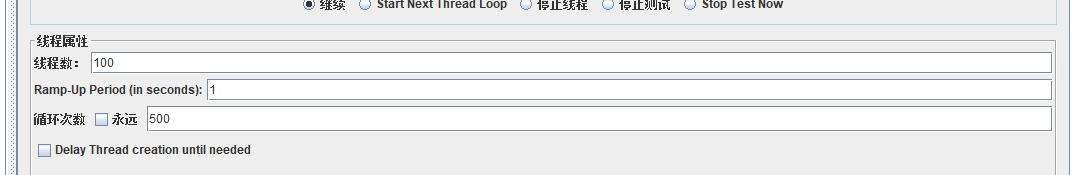 继续 Start Next Thread Loop 停止线程 停止测试 Stop Test Now
线程属性
线程数： 100
Ramp-Up Period (in seconds): 1
循环次数 永远 500
Delay Thread creation until needed